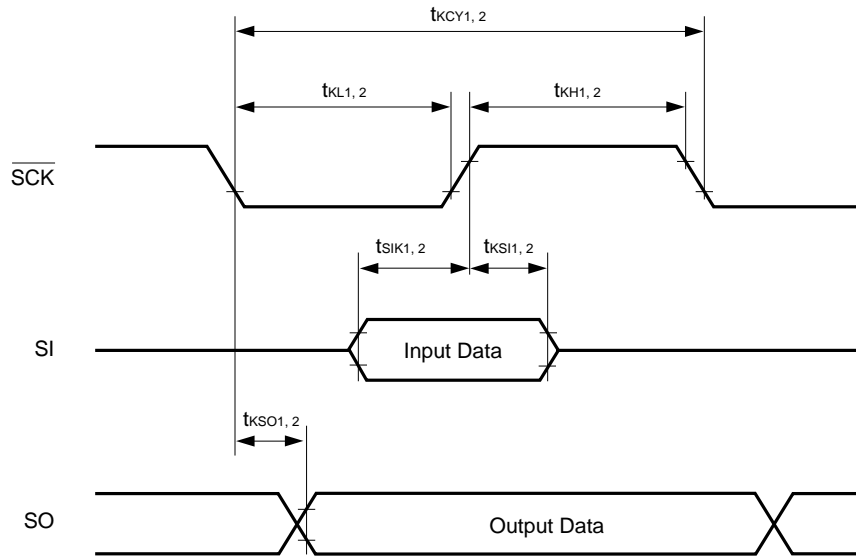 tKCY1, 2
tKL1, 2
tKH1, 2
SCK
tSIK1, 2
tKSI1, 2
SI
Input Data
tKSO1, 2
SO
Output Data